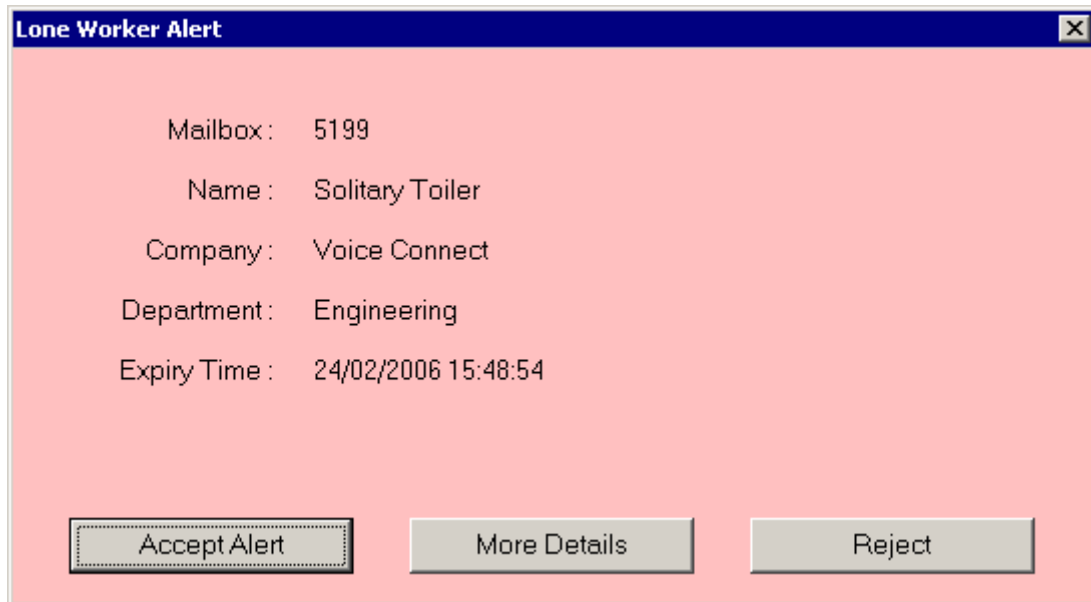 Lone Worker Alert
Mailbox : 5199
Name : Solitary Toiler
Company : Voice Connect
Department : Engineering
Expiry Time : 24/02/2006 15:48:54
Accept Alert More Details Reject